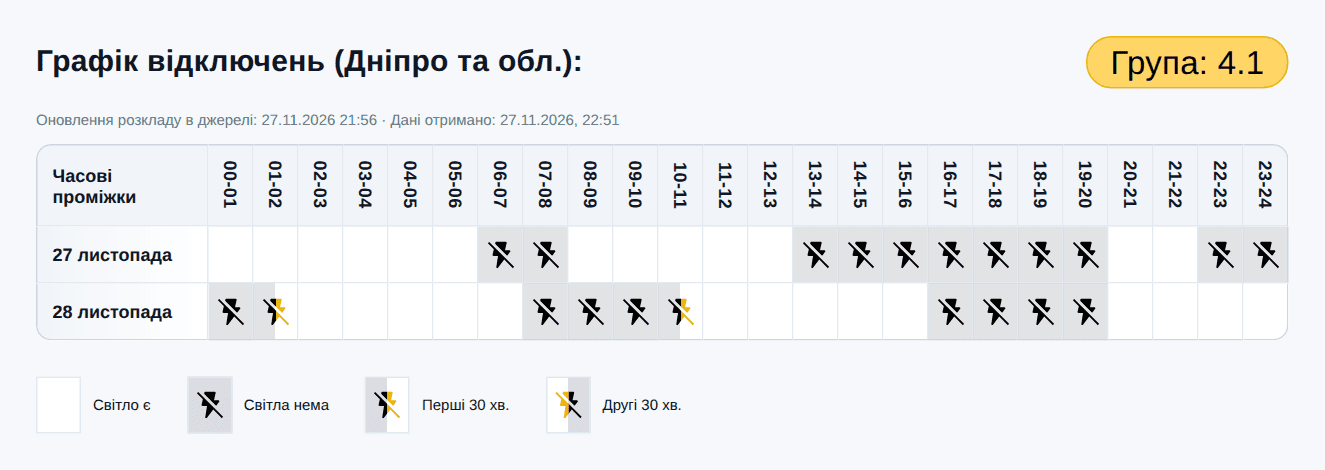 Графік відключень (Дніпро та обл.):
Група: 4.1
Оновлення розкладу в джерелі: 27.11.2026 21:56 · Дані отримано: 27.11.2026, 22:51
Часові
проміжки
00-01 01-02 02-03 03-04 04-05 05-06 06-07 07-08 08-09 09-10 10-11 11-12 12-13 13-14 14-15 15-16 16-17 17-18 18-19 19-20 20-21 21-22 22-23 23-24
27 листопада
28 листопада
Світло є
Світла нема
Перші 30 хв.
Другі 30 хв.